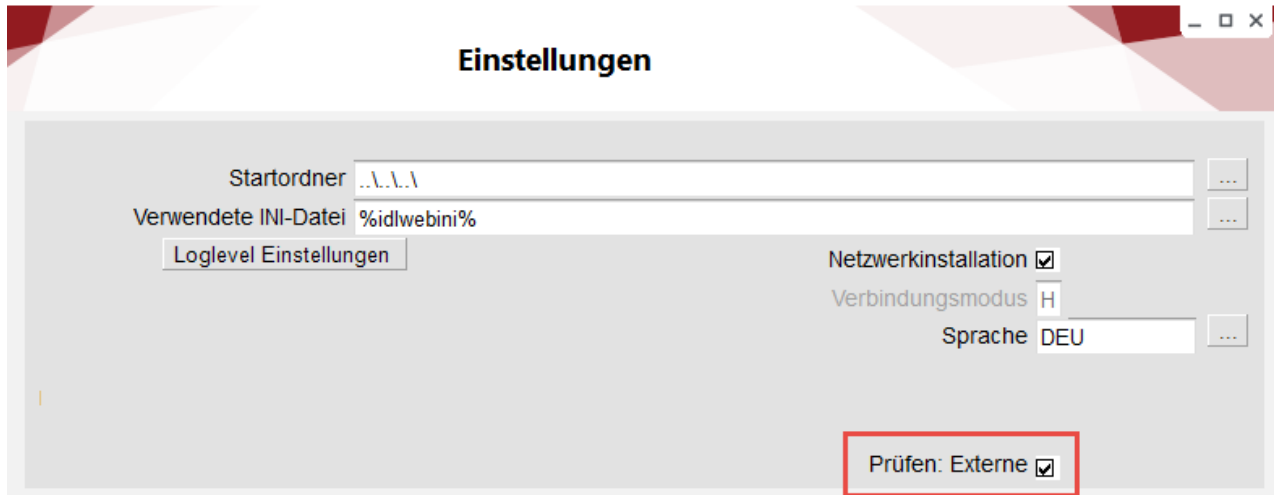 Einstellungen
Startordner ..\..\..\ ...
Verwendete INI-Datei %idlwebini% ...
Loglevel Einstellungen
Netzwerkinstallation
Verbindungsmodus H
Sprache DEU ...
Prüfen: Externe